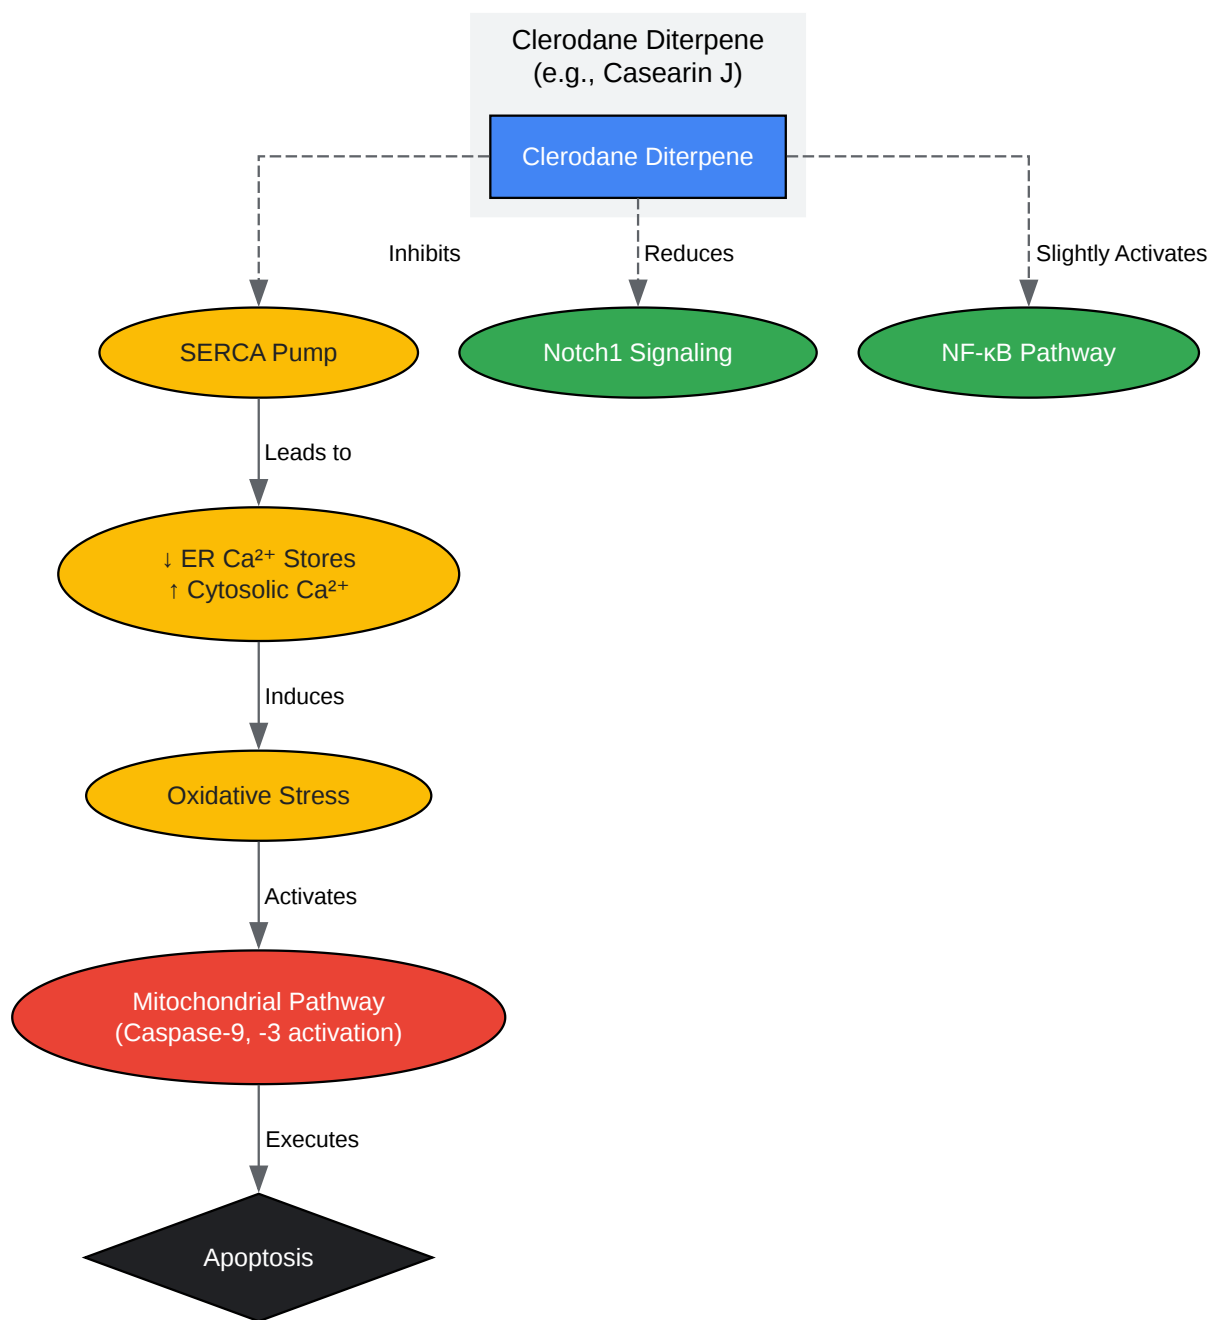 Clerodane Diterpene
(e.g., Casearin J)
Clerodane Diterpene
Inhibits
Reduces
Slightly Activates
SERCA Pump
Notch1 Signaling
NF-κB Pathway
Leads to
↓ ER Ca²⁺ Stores
↑ Cytosolic Ca²⁺
Induces
Oxidative Stress
Activates
Mitochondrial Pathway
(Caspase-9, -3 activation)
Executes
Apoptosis